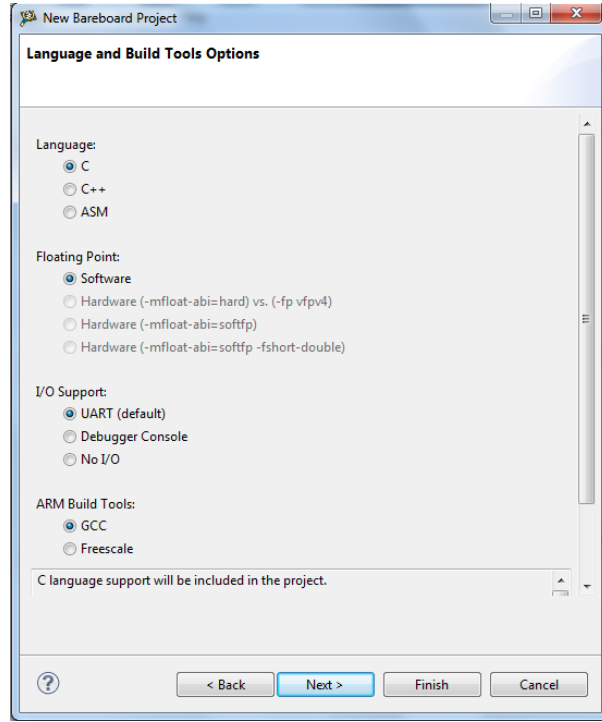 New Bareboard Project
Language and Build Tools Options
Language:
C
C++
ASM
Floating Point:
Software
Hardware (-mfloat-abi=hard) vs. (-fp vfpv4)
Hardware (-mfloat-abi=softfp)
Hardware (-mfloat-abi=softfp -fshort-double)
I/O Support:
UART (default)
Debugger Console
No I/O
ARM Build Tools:
GCC
Freescale
C language support will be included in the project.
? < Back Next > Finish Cancel